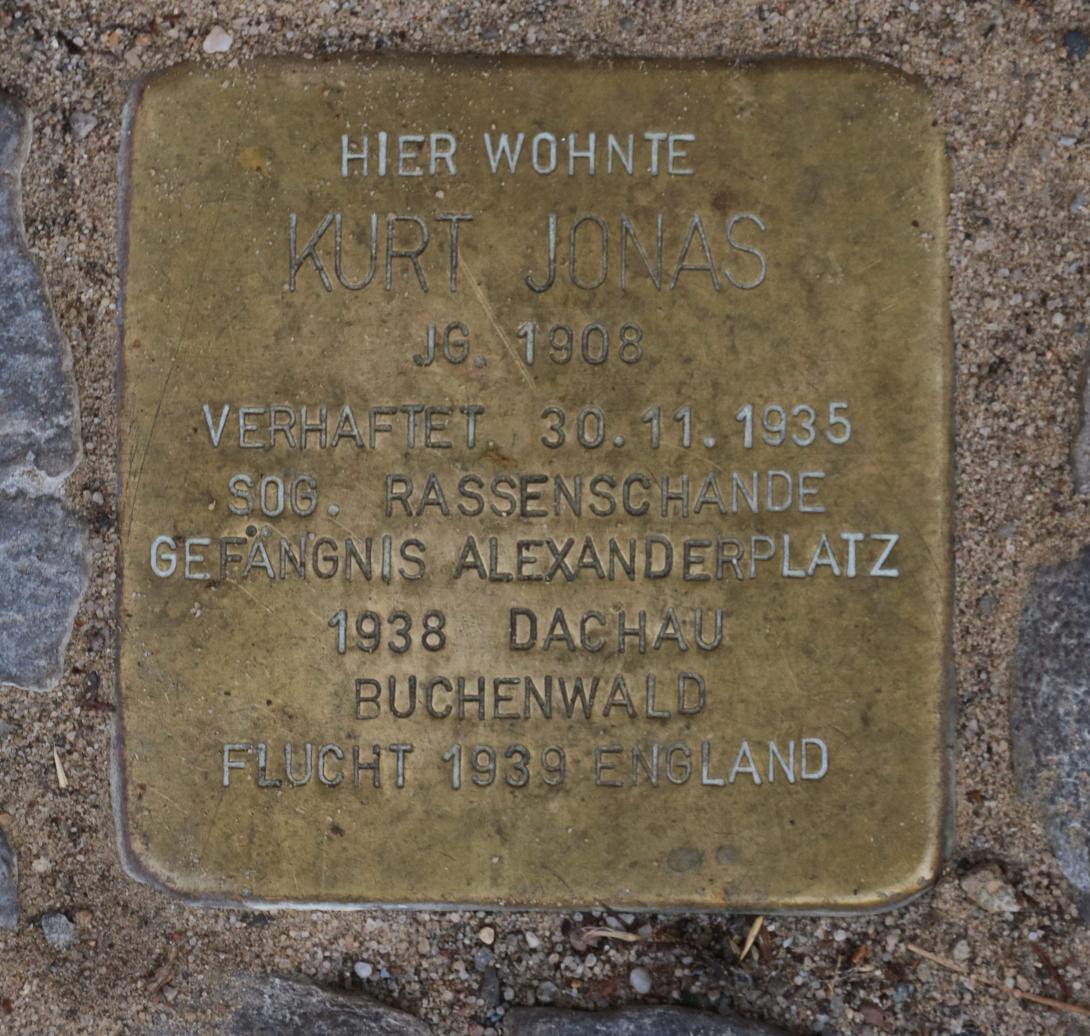 HIER WOHNTE
KURT JONAS
JG. 1908
VERHAFTET 30.11.1935
SOG. RASSENSCHANDE
GEFÄNGNIS ALEXANDERPLATZ
1938 DACHAU
BUCHENWALD
FLUCHT 1939 ENGLAND